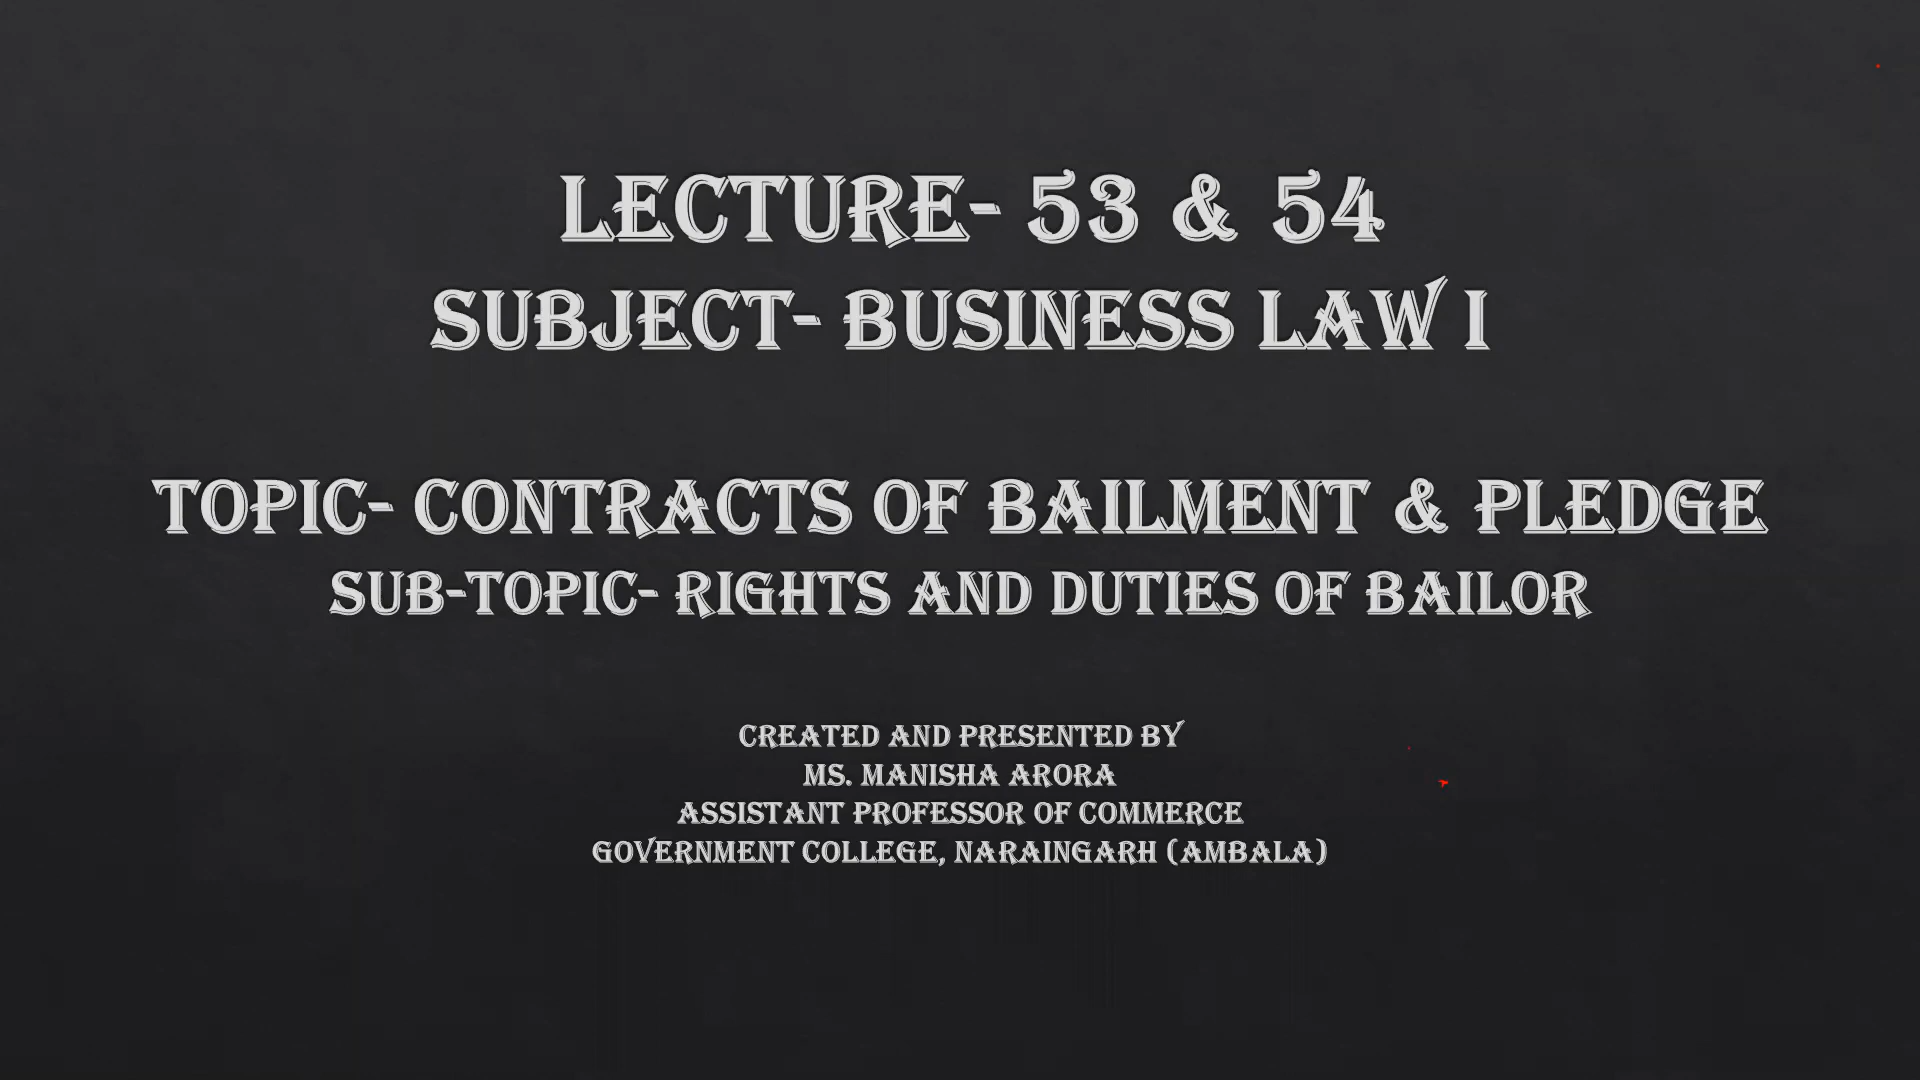 LECTURE- 53 & 54
SUBJECT- BUSINESS LAW I
TOPIC- CONTRACTS OF BAILMENT & PLEDGE
SUB-TOPIC- RIGHTS AND DUTIES OF BAILOR
CREATED AND PRESENTED BY
MS. MANISHA ARORA
ASSISTANT PROFESSOR OF COMMERCE
GOVERNMENT COLLEGE, NARAINGARH (AMBALA)